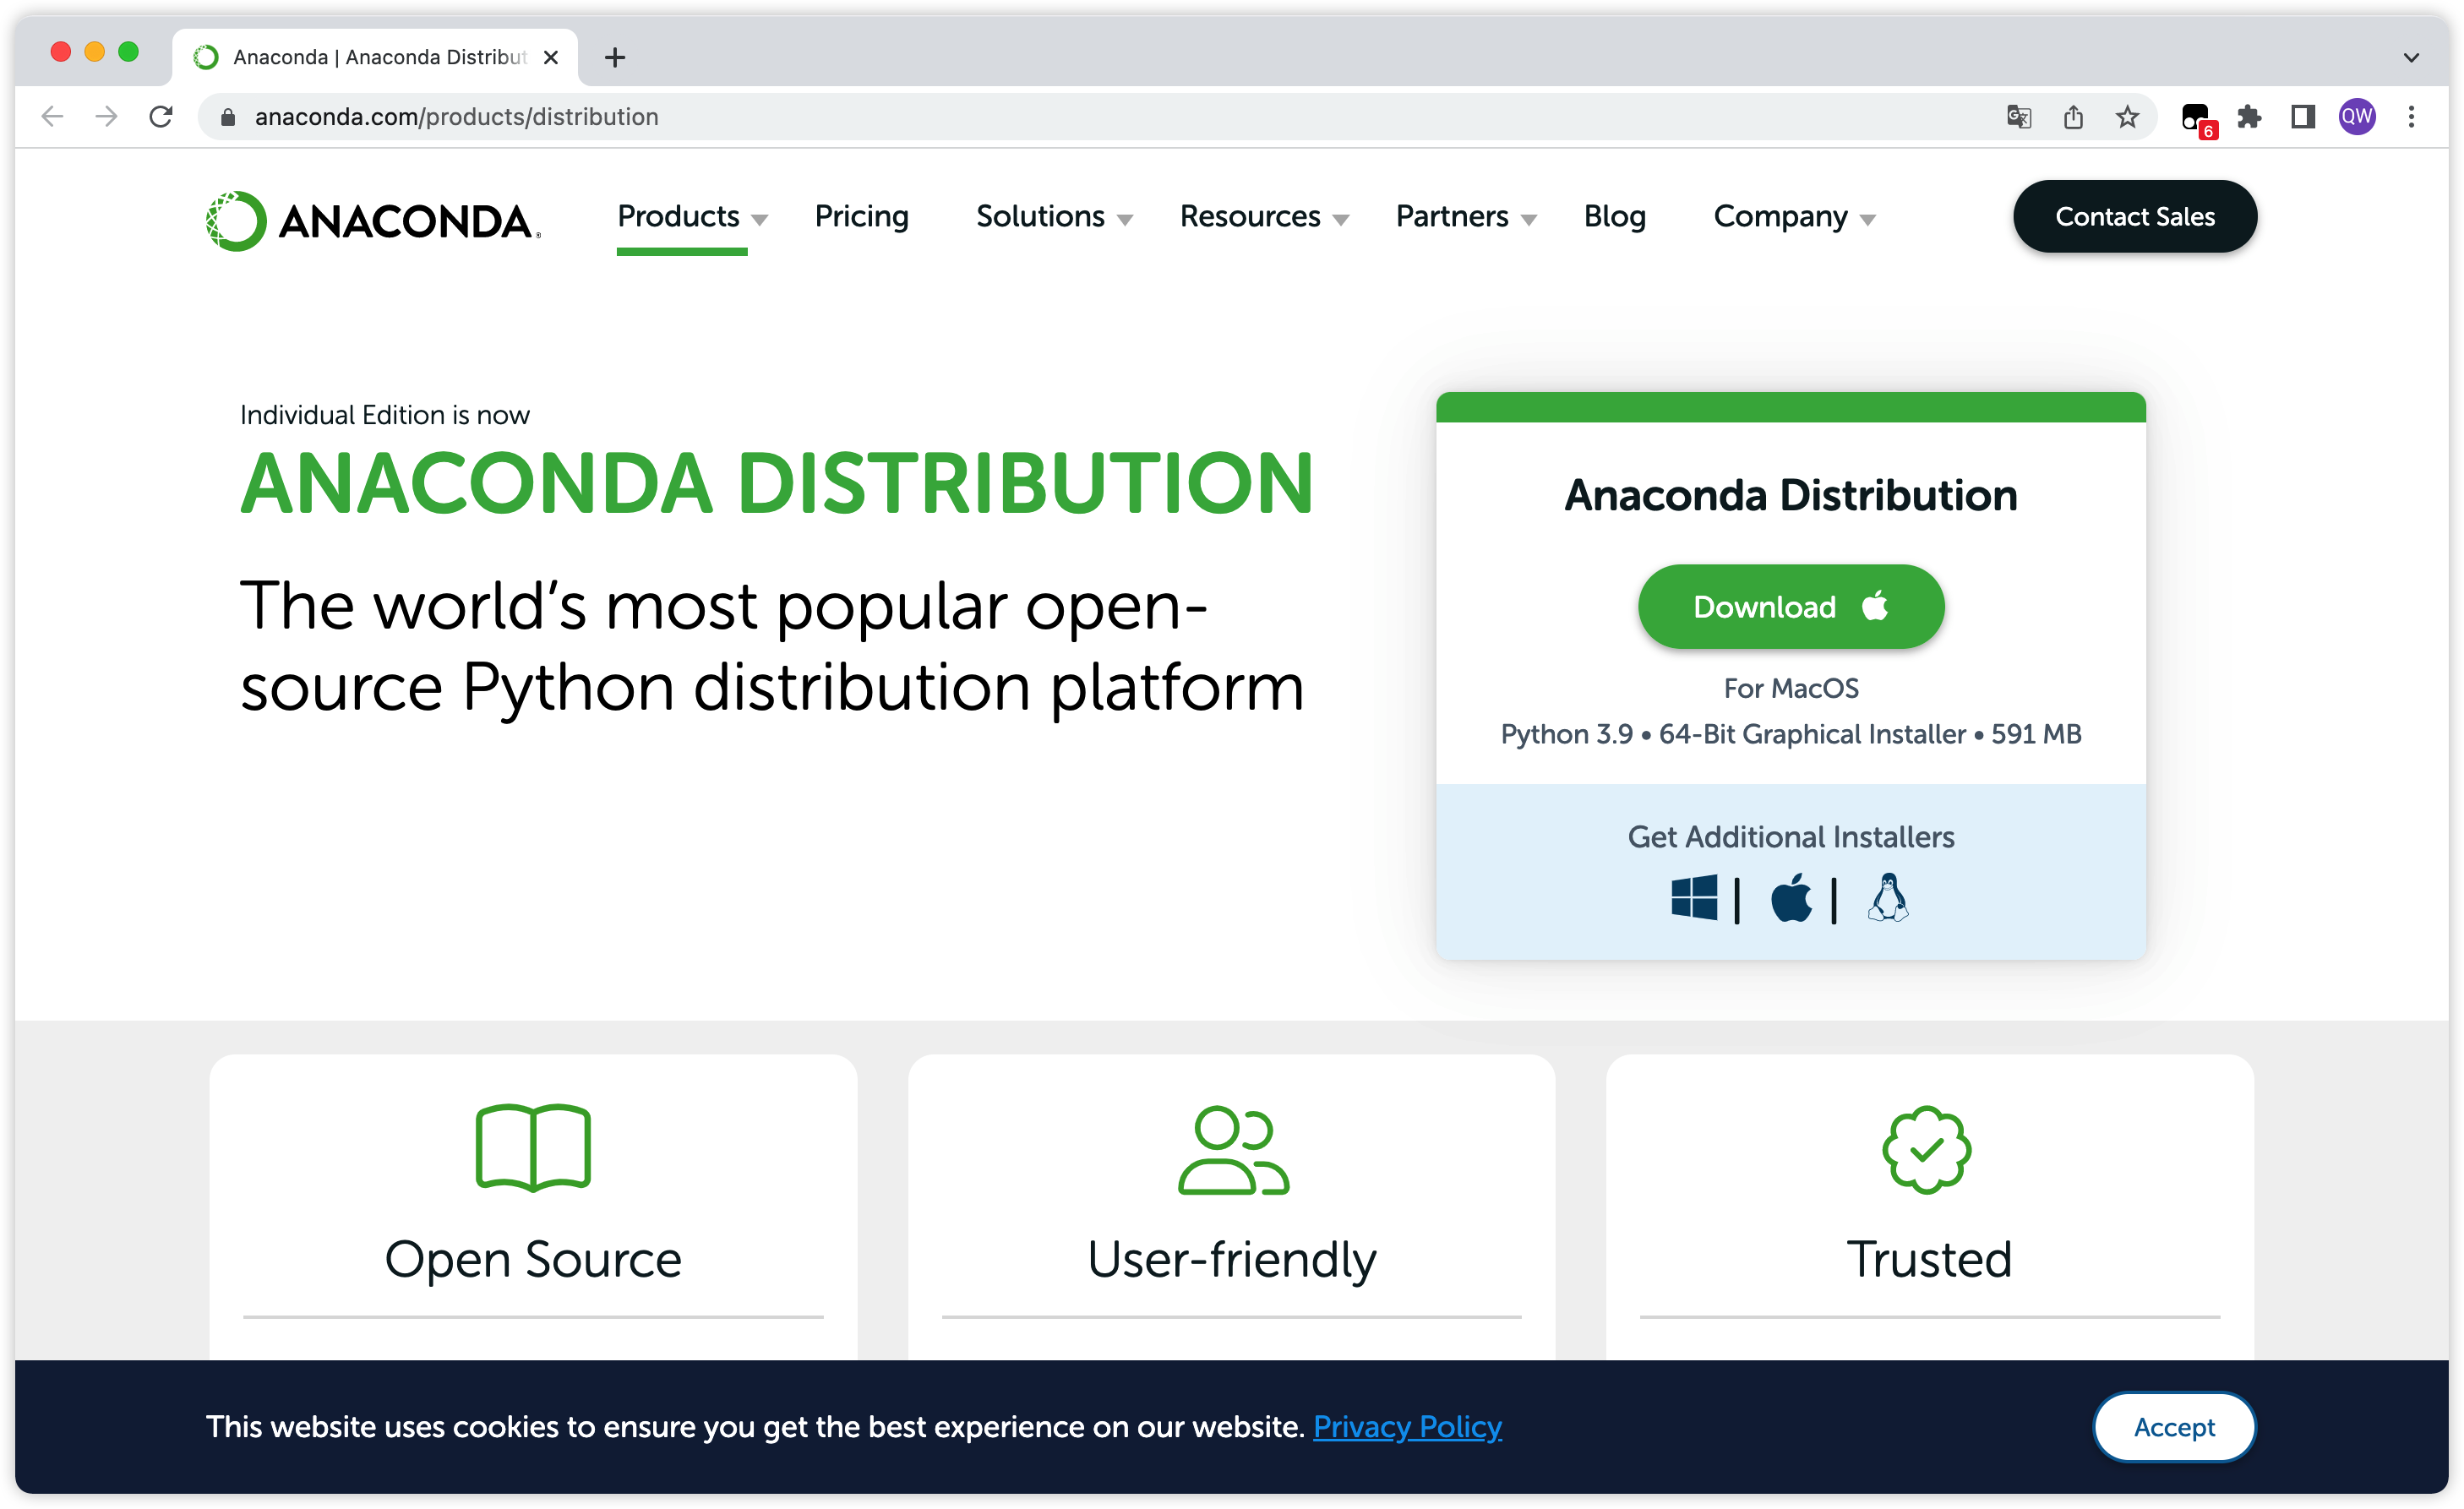 Anaconda | Anaconda Distribut
anaconda.com/products/distribution
6
QW
ANACONDA.
Products
Pricing
Solutions
Resources
Partners
Blog
Company
Contact Sales
Individual Edition is now
ANACONDA DISTRIBUTION
The world’s most popular open-
source Python distribution platform
Anaconda Distribution
Download
For MacOS
Python 3.9 • 64-Bit Graphical Installer • 591 MB
Get Additional Installers
Open Source
User-friendly
Trusted
This website uses cookies to ensure you get the best experience on our website. Privacy Policy
Accept